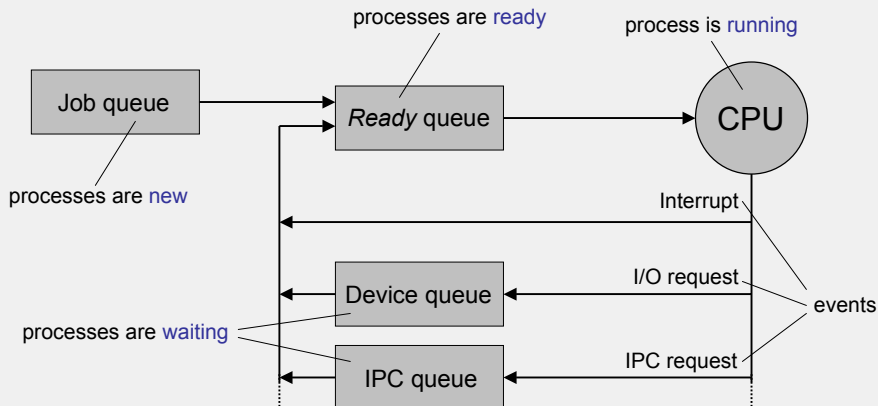 processes are ready
process is running
Job queue
Ready queue
CPU
processes are new
Interrupt
I/O request
Device queue
events
processes are waiting
IPC request
IPC queue